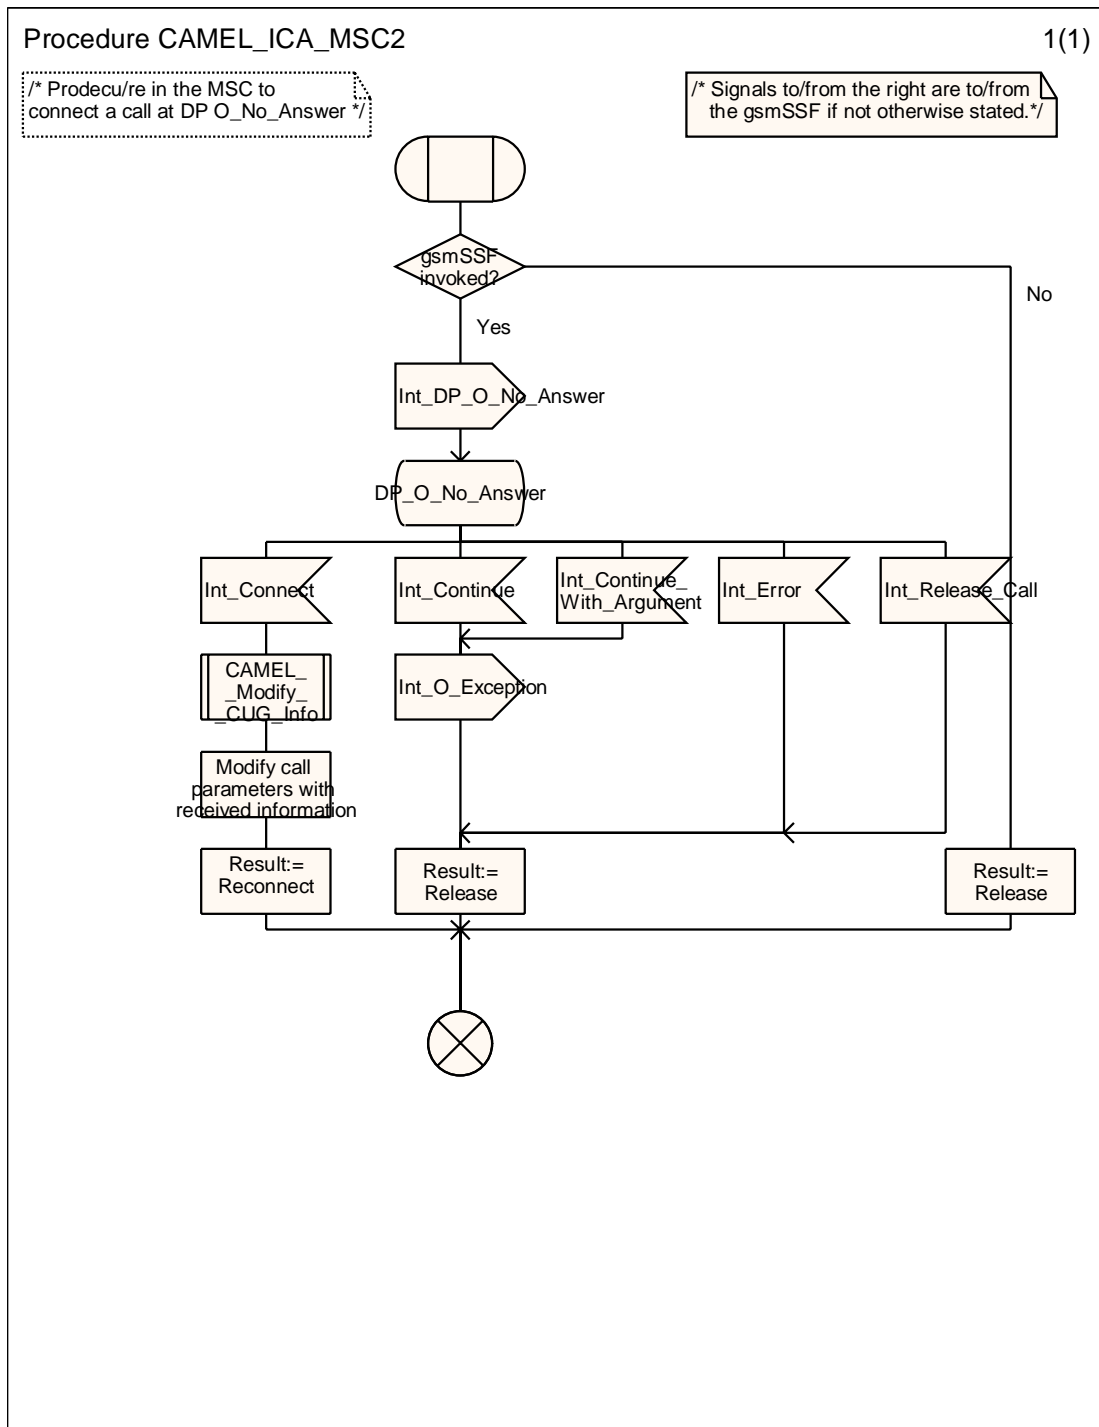 Procedure CAMEL_ICA_MSC2
1(1)
/* Prodecu/re in the MSC to
connect a call at DP O_No_Answer */
/* Signals to/from the right are to/from
the gsmSSF if not otherwise stated.*/
gsmSSF
invoked?
No
Yes
Int_DP_O_No_Answer
DP_O_No_Answer
Int_Connect
Int_Continue
Int_Continue_
With_Argument
Int_Error
Int_Release_Call
CAMEL_
_Modify_
_CUG_Info
Int_O_Exception
Modify call
parameters with
received information
Result:=
Reconnect
Result:=
Release
Result:=
Release